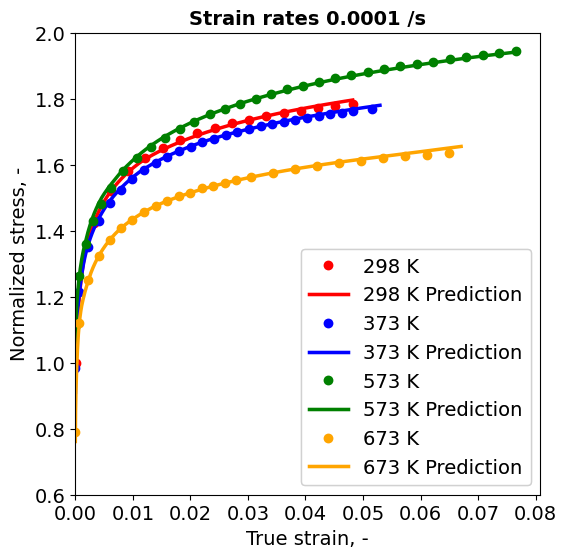 Strain rates 0.0001 /s
Normalized stress, -
2.0
1.8
1.6
1.4
1.2
1.0
0.8
0.6
298 K
298 K Prediction
373 K
373 K Prediction
573 K
573 K Prediction
673 K
673 K Prediction
0.00 0.01 0.02 0.03 0.04 0.05 0.06 0.07 0.08
True strain, -